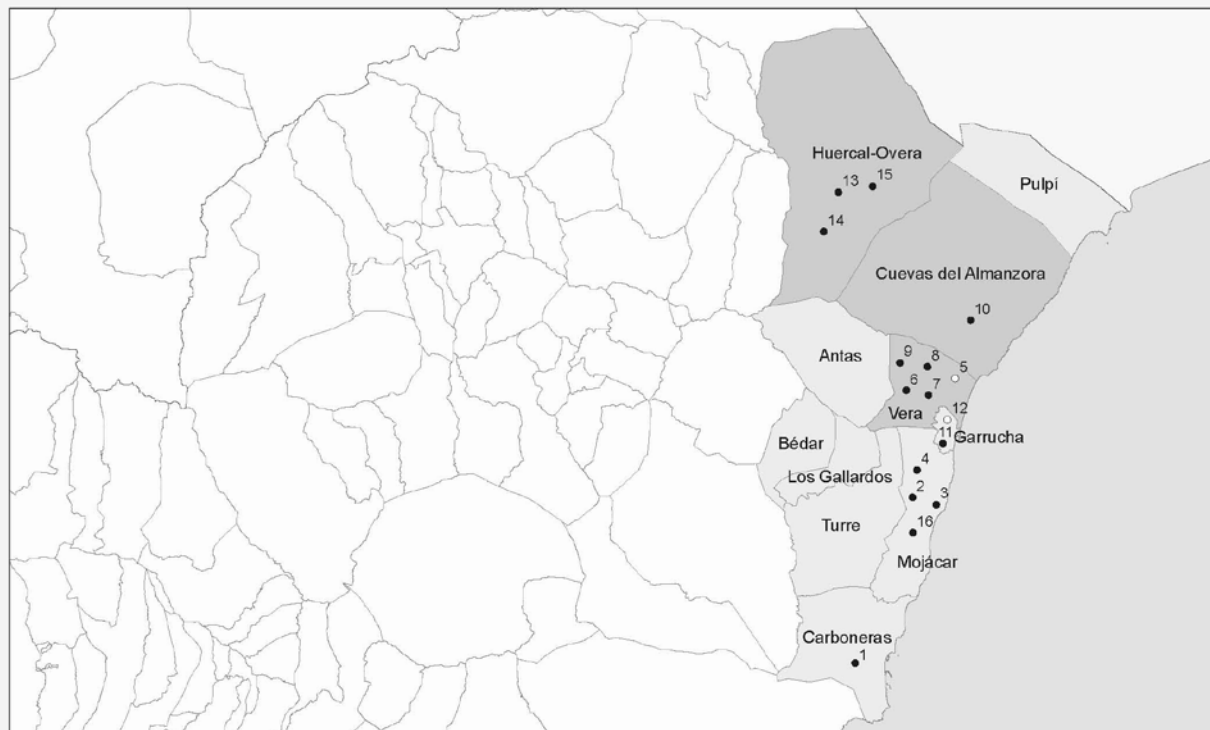 Huercal-Overa
13
15
Pulpí
14
Cuevas del Almanzora
10
Antas
9
8
5
6
7
Vera
12
Bédar
11
Garrucha
4
Los Gallardos
2
3
Turre
16
Mojácar
Carboneras
1